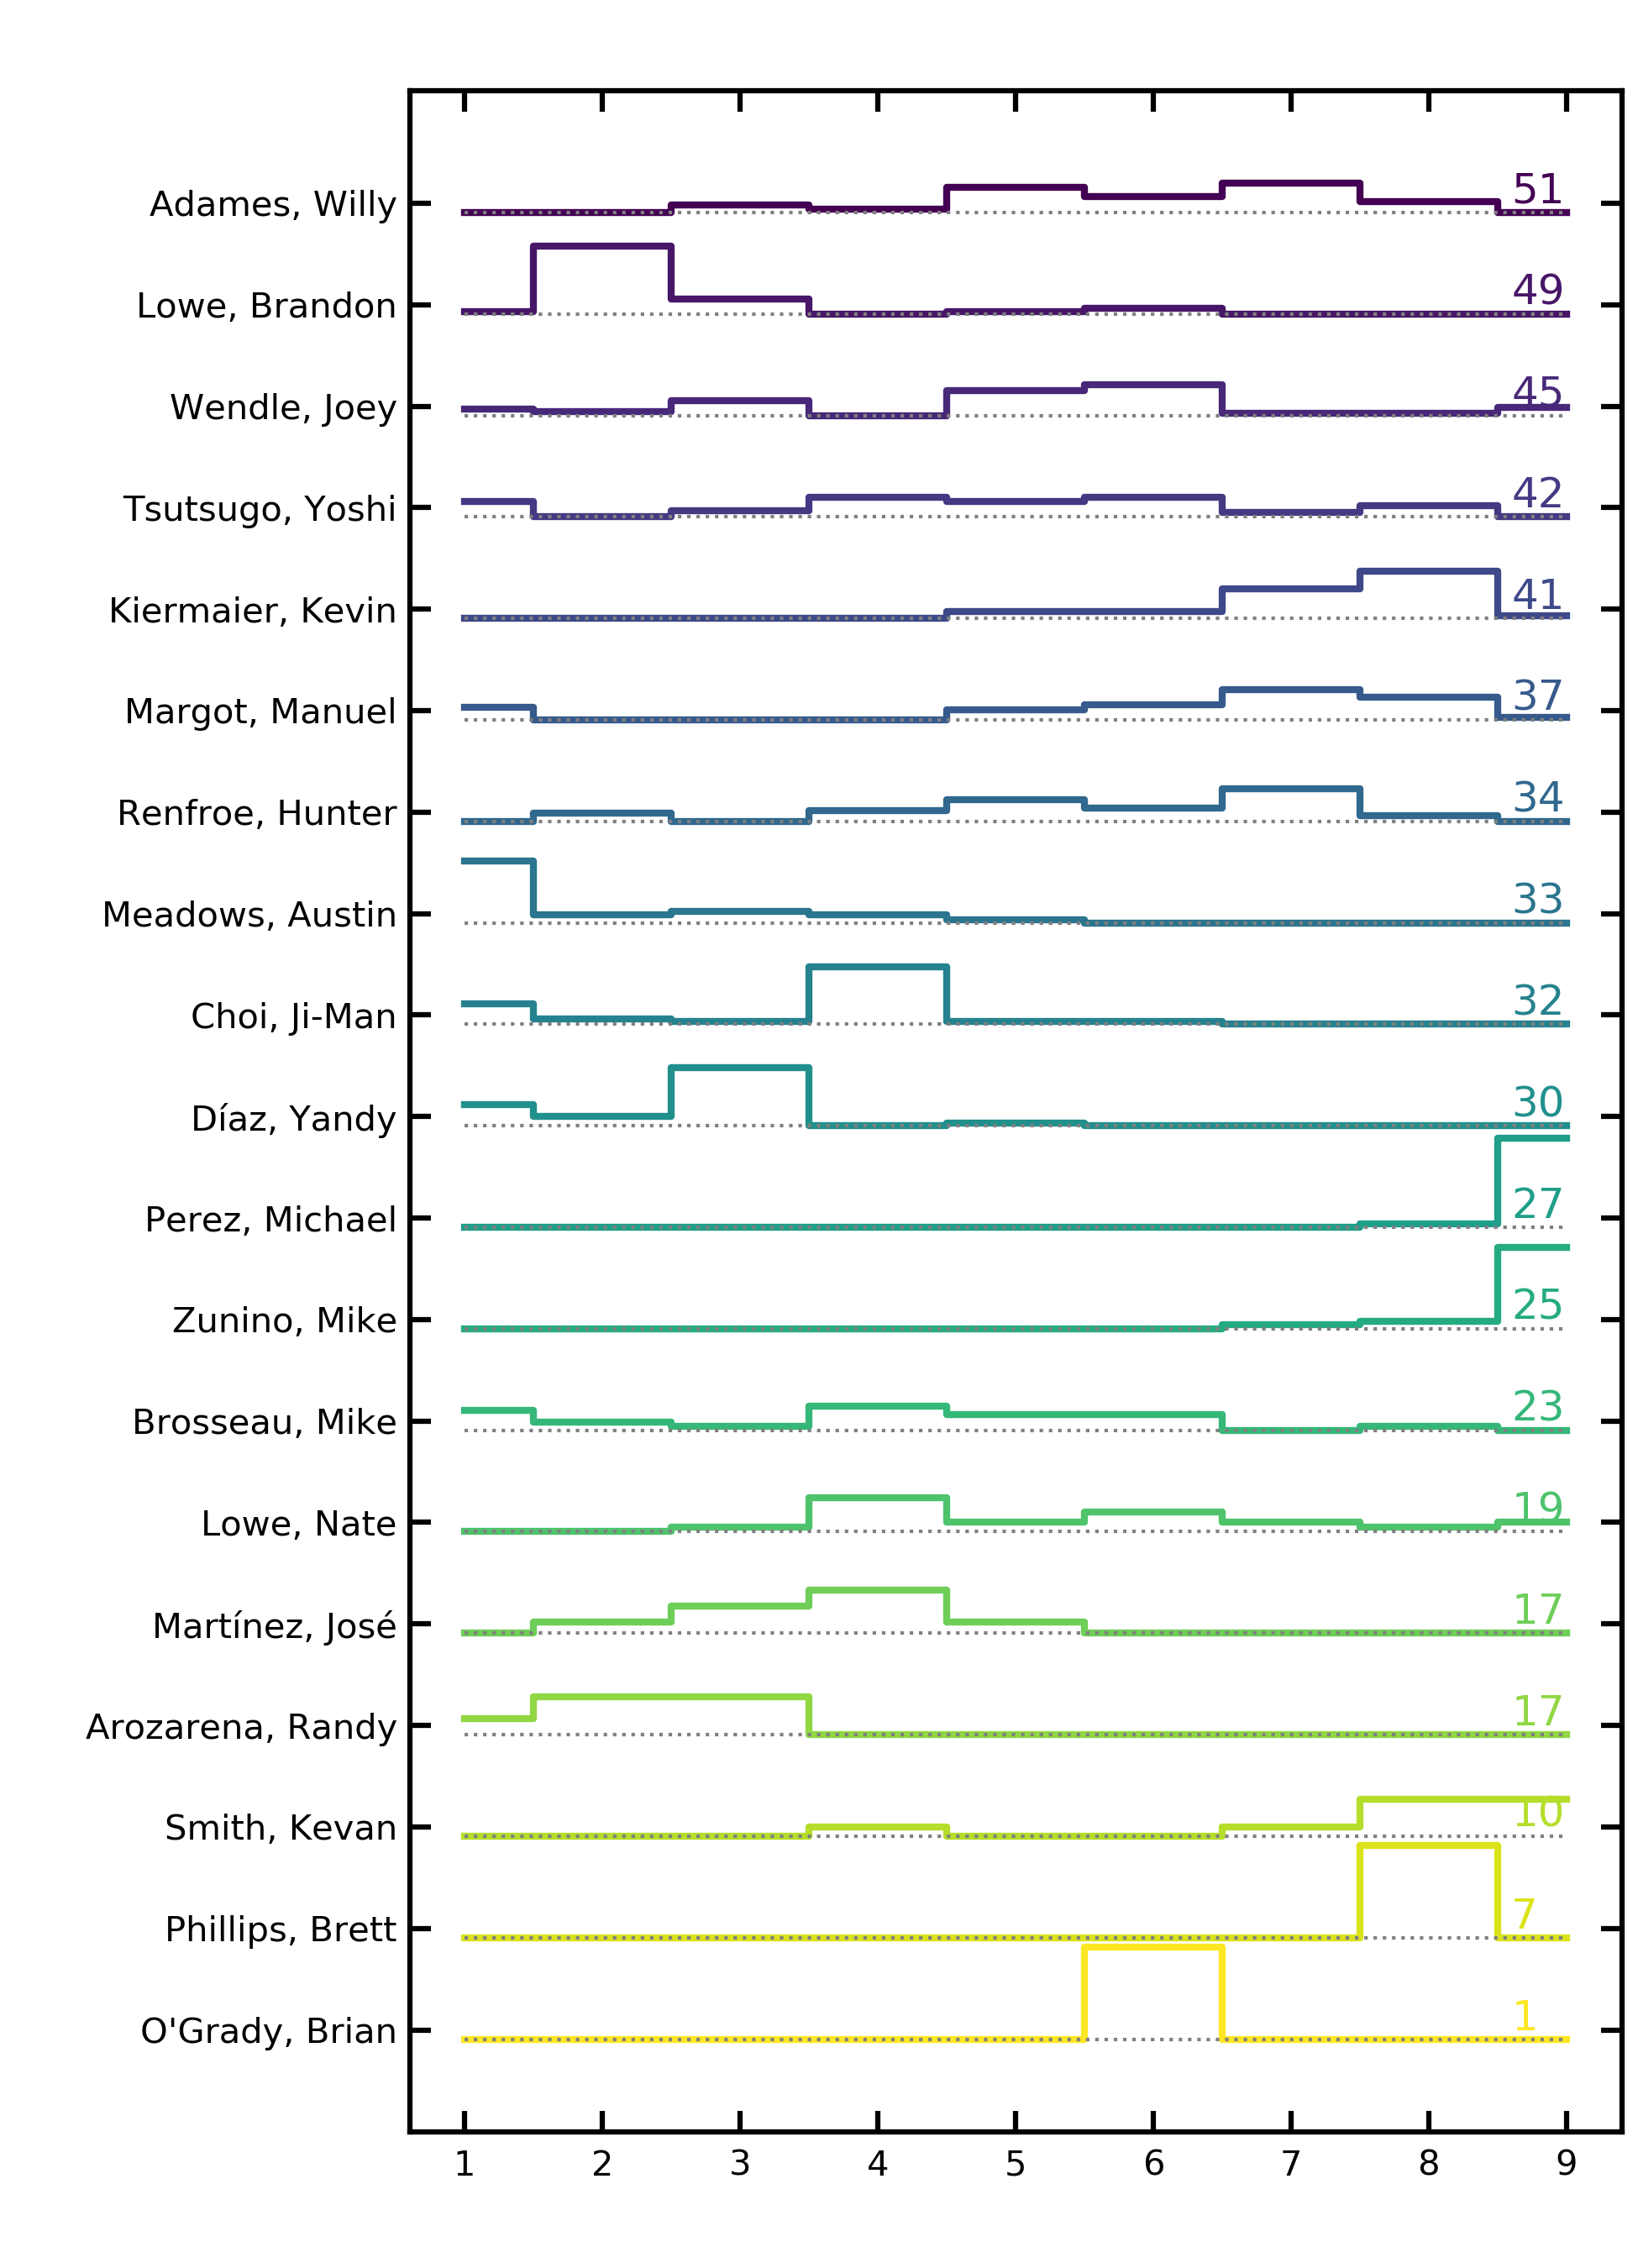 Adames, Willy 51
Lowe, Brandon 49
Wendle, Joey 45
Tsutsugo, Yoshi 42
Kiermaier, Kevin 41
Margot, Manuel 37
Renfroe, Hunter 34
Meadows, Austin 33
Choi, Ji-Man 32
Díaz, Yandy 30
Perez, Michael 27
Zunino, Mike 25
Brosseau, Mike 23
Lowe, Nate 19
Martínez, José 17
Arozarena, Randy 17
Smith, Kevan 10
Phillips, Brett 7
O'Grady, Brian 1
1 2 3 4 5 6 7 8 9